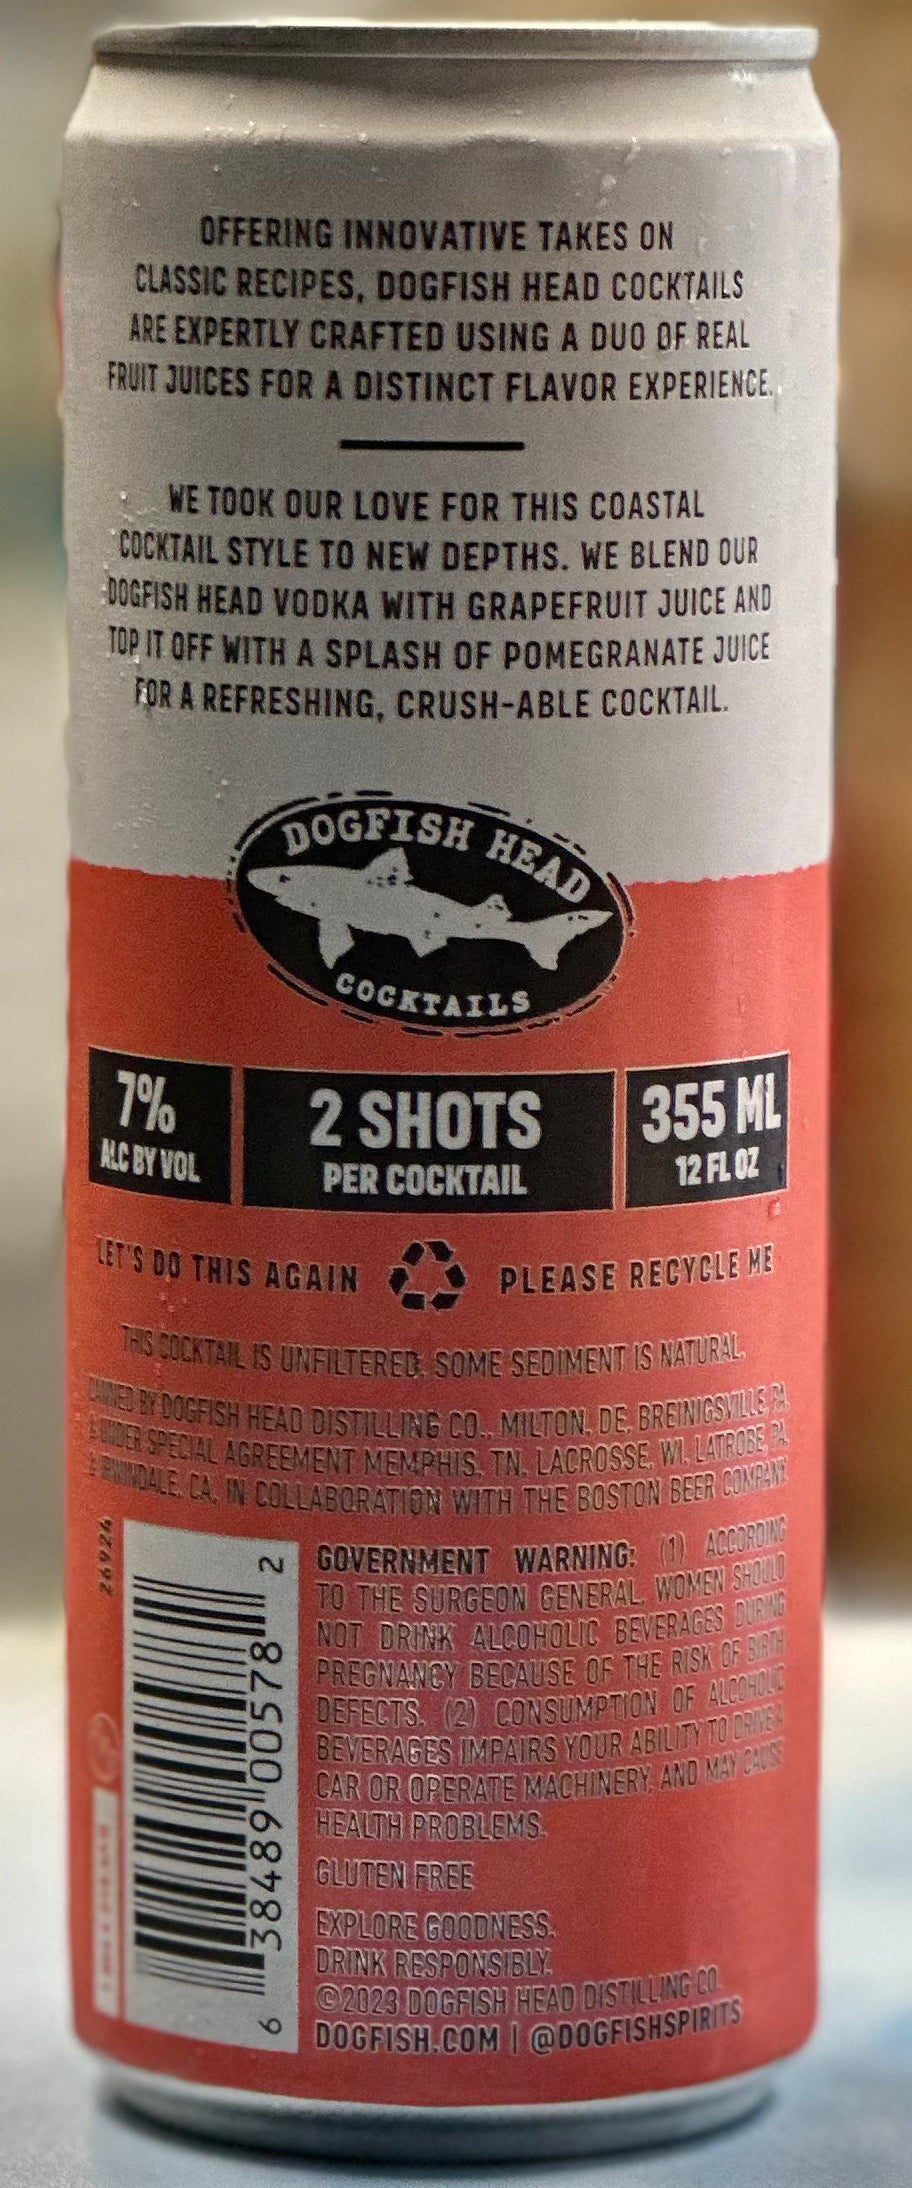 OFFERING INNOVATIVE TAKES ON
CLASSIC RECIPES, DOGFISH HEAD COCKTAILS
ARE EXPERTLY CRAFTED USING A DUO OF REAL
FRUIT JUICES FOR A DISTINCT FLAVOR EXPERIENCE.
WE TOOK OUR LOVE FOR THIS COASTAL
COCKTAIL STYLE TO NEW DEPTHS. WE BLEND OUR
DOGFISH HEAD VODKA WITH GRAPEFRUIT JUICE AND
TOP IT OFF WITH A SPLASH OF POMEGRANATE JUICE
FOR A REFRESHING, CRUSH-ABLE COCKTAIL.
DOGFISH HEAD
COCKTAILS
7%
ALC BY VOL
2 SHOTS
PER COCKTAIL
355 ML
12 FL OZ
LET'S DO THIS AGAIN PLEASE RECYCLE ME
THIS COCKTAIL IS UNFILTERED. SOME SEDIMENT IS NATURAL.
CANNED BY DOGFISH HEAD DISTILLING CO., MILTON, DE, BREINIGSVILLE, PA,
UNDER SPECIAL AGREEMENT MEMPHIS, TN, LACROSSE, WI, LATROBE, PA,
IRWINDALE, CA, IN COLLABORATION WITH THE BOSTON BEER COMPANY.
26924
6 38489 00578 2
GOVERNMENT WARNING: (1) ACCORDING
TO THE SURGEON GENERAL, WOMEN SHOULD
NOT DRINK ALCOHOLIC BEVERAGES DURING
PREGNANCY BECAUSE OF THE RISK OF BIRTH
DEFECTS. (2) CONSUMPTION OF ALCOHOLIC
BEVERAGES IMPAIRS YOUR ABILITY TO DRIVE A
CAR OR OPERATE MACHINERY, AND MAY CAUSE
HEALTH PROBLEMS.
GLUTEN FREE
EXPLORE GOODNESS.
DRINK RESPONSIBLY.
©2023 DOGFISH HEAD DISTILLING CO.
DOGFISH.COM | @DOGFISHSPIRITS